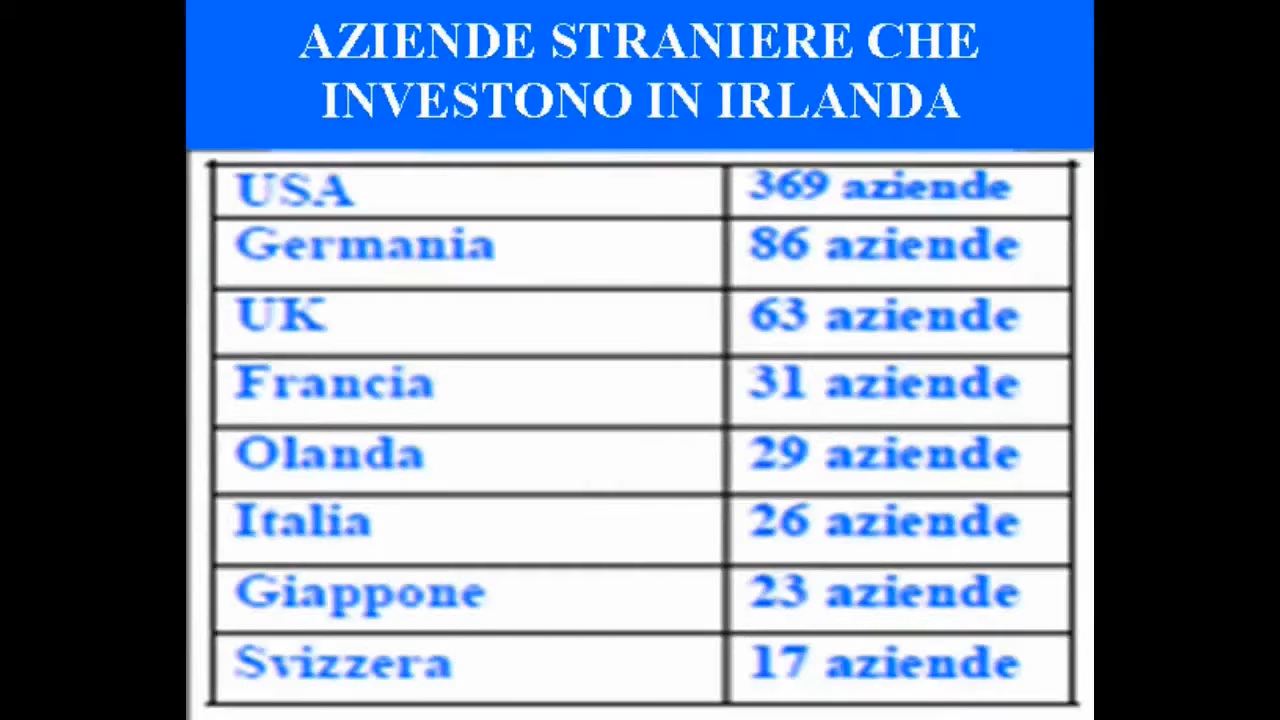 AZIENDE STRANIERE CHE
INVESTONO IN IRLANDA
USA 369 aziende
Germania 86 aziende
UK 63 aziende
Francia 31 aziende
Olanda 29 aziende
Italia 26 aziende
Giappone 23 aziende
Svizzera 17 aziende